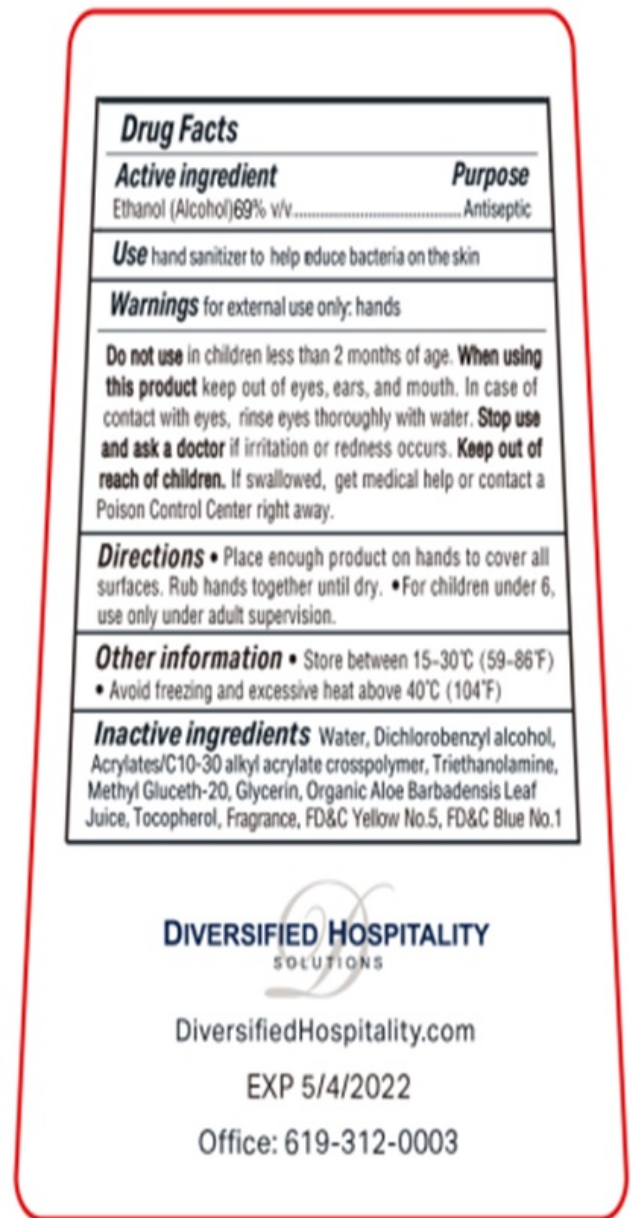 Drug Facts
Active ingredient Purpose
Ethanol (Alcohol)69% v/v........................................Antiseptic
Use hand sanitizer to help educe bacteria on the skin
Warnings for external use only: hands
Do not use in children less than 2 months of age. When using
this product keep out of eyes, ears, and mouth. In case of
contact with eyes, rinse eyes thoroughly with water. Stop use
and ask a doctor if irritation or redness occurs. Keep out of
reach of children. If swallowed, get medical help or contact a
Poison Control Center right away.
Directions • Place enough product on hands to cover all
surfaces. Rub hands together until dry. •For children under 6,
use only under adult supervision.
Other information • Store between 15-30℃ (59-86℉)
• Avoid freezing and excessive heat above 40℃ (104℉)
Inactive ingredients Water, Dichlorobenzyl alcohol,
Acrylates/C10-30 alkyl acrylate crosspolymer, Triethanolamine,
Methyl Gluceth-20, Glycerin, Organic Aloe Barbadensis Leaf
Juice, Tocopherol, Fragrance, FD&C Yellow No.5, FD&C Blue No.1
D
DIVERSIFIED HOSPITALITY
SOLUTIONS
DiversifiedHospitality.com
EXP 5/4/2022
Office: 619-312-0003